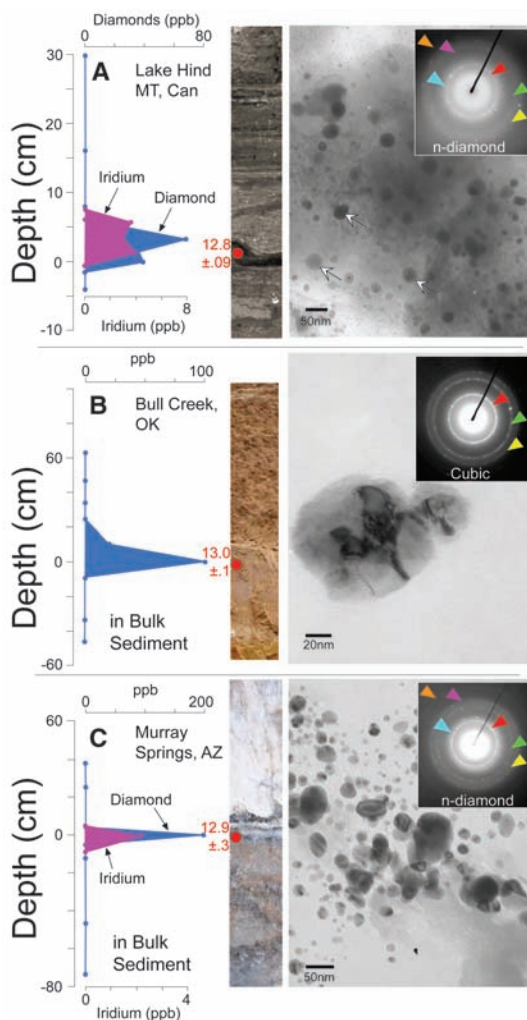 Diamonds (ppb)
0 80
30
20
10
0
-10
Depth (cm)
A Lake Hind
MT, Can
Iridium
Diamond
12.8
±.09
0 8
Iridium (ppb)
50nm
n-diamond
ppb
0 100
60
0
-60
Depth (cm)
B Bull Creek,
OK
13.0
±.1
in Bulk
Sediment
20nm
Cubic
ppb
0 200
60
0
-80
Depth (cm)
C Murray
Springs, AZ
Diamond
12.9
±.3
Iridium
in Bulk
Sediment
0 4
Iridium (ppb)
50nm
n-diamond